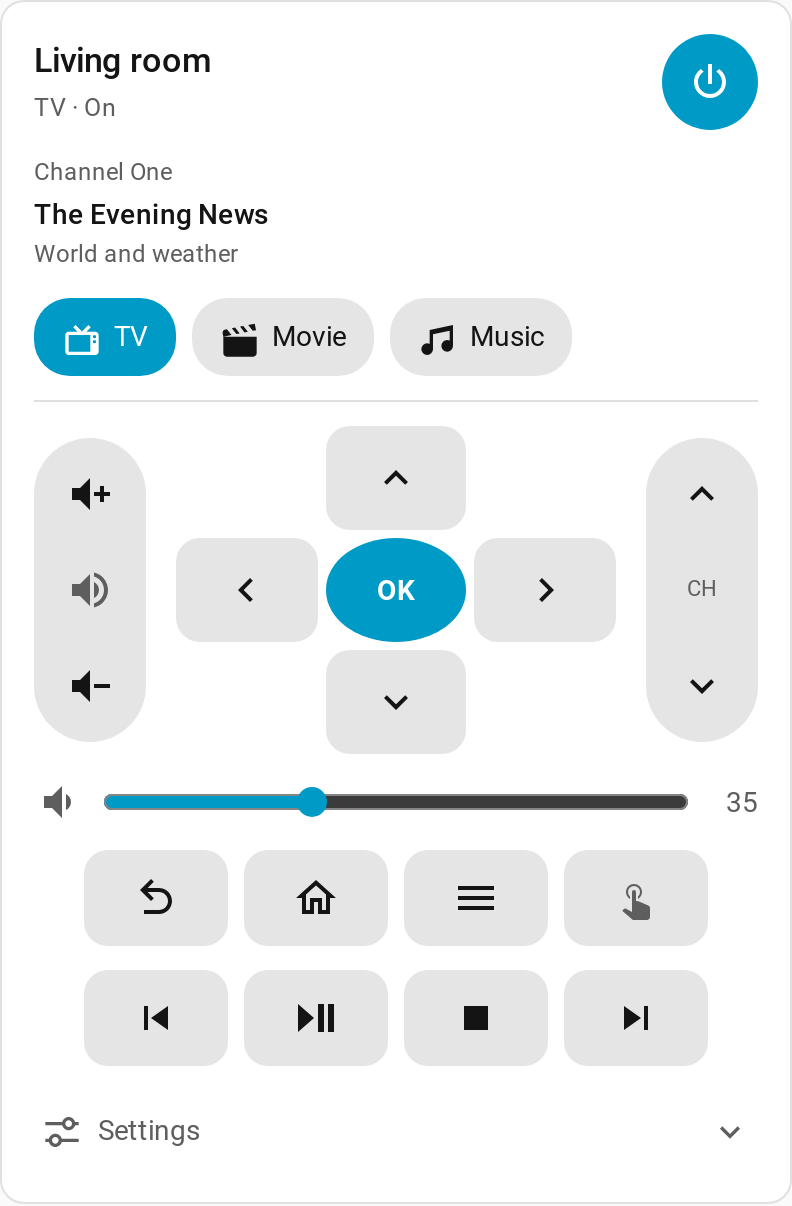 Living room
TV · On
Channel One
The Evening News
World and weather
TV
Movie
Music
OK
CH
35
Settings